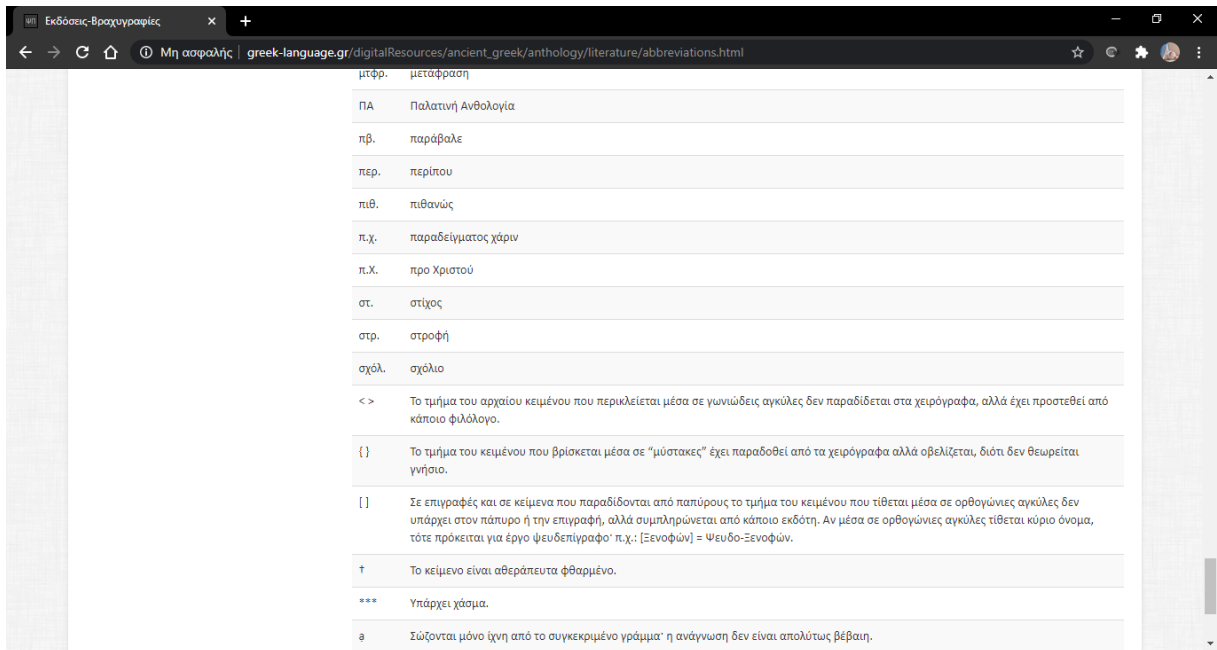 Εκδόσεις-Βραχυγραφίες
Μη ασφαλής | greek-language.gr/digitalResources/ancient_greek/anthology/literature/abbreviations.html
μτφρ. μετάφραση
ΠΑ Παλατινή Ανθολογία
πβ. παράβαλε
περ. περίπου
πιθ. πιθανώς
π.χ. παραδείγματος χάριν
π.Χ. προ Χριστού
στ. στίχος
στρ. στροφή
σχόλ. σχόλιο
< > Το τμήμα του αρχαίου κειμένου που περικλείεται μέσα σε γωνιώδεις αγκύλες δεν παραδίδεται στα χειρόγραφα, αλλά έχει προστεθεί από
κάποιο φιλόλογο.
{ } Το τμήμα του κειμένου που βρίσκεται μέσα σε “μύστακες” έχει παραδοθεί από τα χειρόγραφα αλλά οβελίζεται, διότι δεν θεωρείται
γνήσιο.
[ ] Σε επιγραφές και σε κείμενα που παραδίδονται από παπύρους το τμήμα του κειμένου που τίθεται μέσα σε ορθογώνιες αγκύλες δεν
υπάρχει στον πάπυρο ή την επιγραφή, αλλά συμπληρώνεται από κάποιο εκδότη. Αν μέσα σε ορθογώνιες αγκύλες τίθεται κύριο όνομα,
τότε πρόκειται για έργο ψευδεπίγραφο· π.χ.: [Ξενοφών] = Ψευδο-Ξενοφών.
† Το κείμενο είναι αθεράπευτα φθαρμένο.
*** Υπάρχει χάσμα.
ạ Σώζονται μόνο ίχνη από το συγκεκριμένο γράμμα· η ανάγνωση δεν είναι απολύτως βέβαιη.